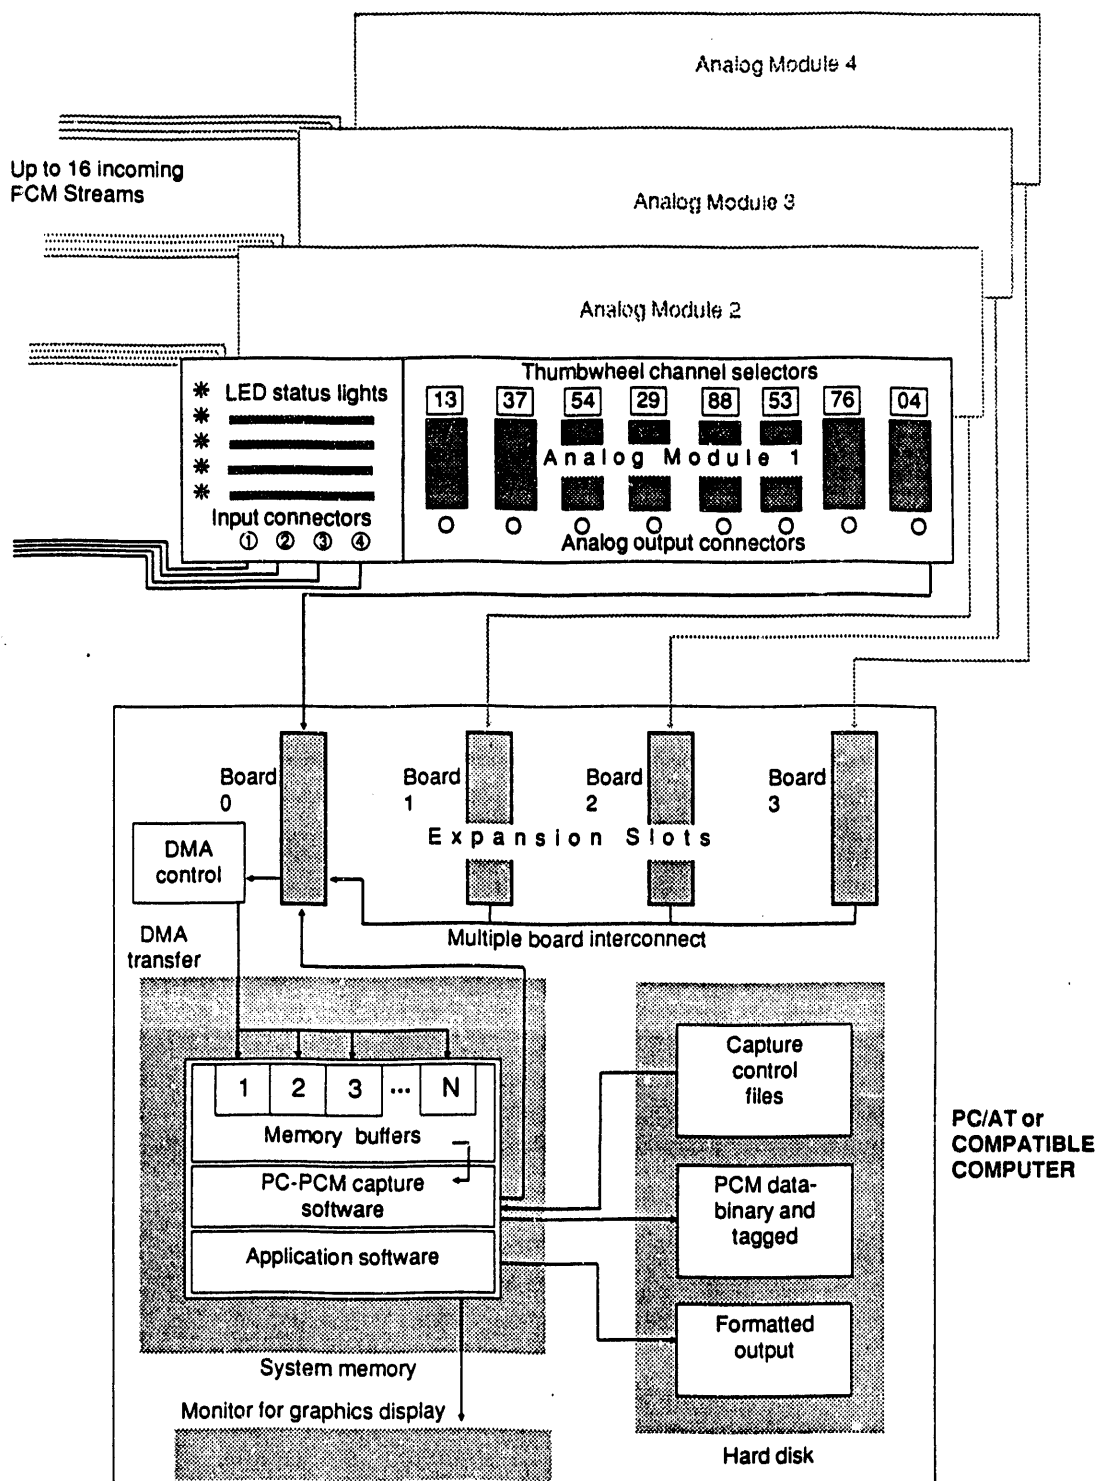 Analog Module 4
Up to 16 incoming
PCM Streams
Analog Module 3
Analog Module 2
LED status lights
Input connectors
① ② ③ ④
Thumbwheel channel selectors
13 37 54 29 88 53 76 04
Analog Module 1
Analog output connectors
Board
0
Board
1
Board
2
Board
3
Expansion Slots
DMA
control
Multiple board interconnect
DMA
transfer
1 2 3 ... N
Memory buffers
PC-PCM capture
software
Application software
System memory
Monitor for graphics display
Capture
control
files
PCM data-
binary and
tagged
Formatted
output
Hard disk
PC/AT or
COMPATIBLE
COMPUTER